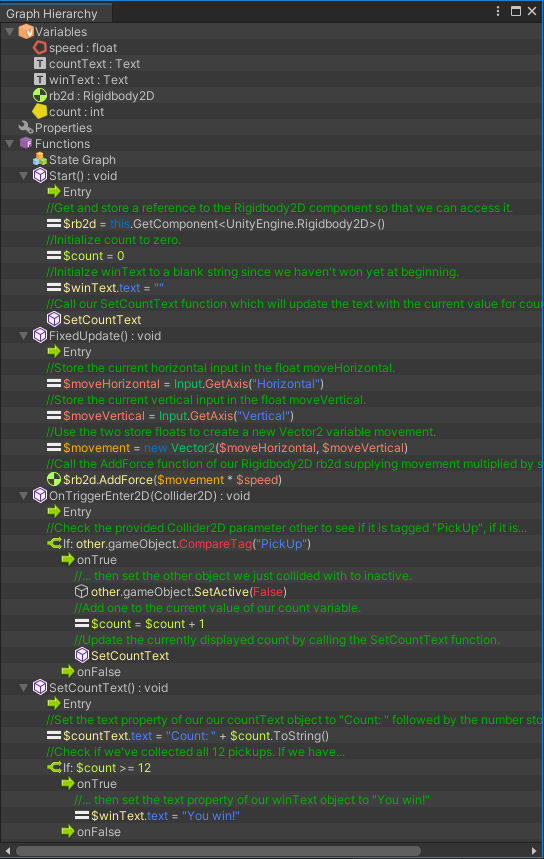 Graph Hierarchy
Variables
speed : float
countText : Text
winText : Text
rb2d : Rigidbody2D
count : int
Properties
Functions
State Graph
Start() : void
Entry
//Get and store a reference to the Rigidbody2D component so that we can access it.
$rb2d = this.GetComponent<UnityEngine.Rigidbody2D>()
//Initialize count to zero.
$count = 0
//Initialze winText to a blank string since we haven't won yet at beginning.
$winText.text = ""
//Call our SetCountText function which will update the text with the current value for cou
SetCountText
FixedUpdate() : void
Entry
//Store the current horizontal input in the float moveHorizontal.
$moveHorizontal = Input.GetAxis("Horizontal")
//Store the current vertical input in the float moveVertical.
$moveVertical = Input.GetAxis("Vertical")
//Use the two store floats to create a new Vector2 variable movement.
$movement = new Vector2($moveHorizontal, $moveVertical)
//Call the AddForce function of our Rigidbody2D rb2d supplying movement multiplied by s
$rb2d.AddForce($movement * $speed)
OnTriggerEnter2D(Collider2D) : void
Entry
//Check the provided Collider2D parameter other to see if it is tagged "PickUp", if it is...
If: other.gameObject.CompareTag("PickUp")
onTrue
//... then set the other object we just collided with to inactive.
other.gameObject.SetActive(False)
//Add one to the current value of our count variable.
$count = $count + 1
//Update the currently displayed count by calling the SetCountText function.
SetCountText
onFalse
SetCountText() : void
Entry
//Set the text property of our our countText object to "Count: " followed by the number sto
$countText.text = "Count: " + $count.ToString()
//Check if we've collected all 12 pickups. If we have...
If: $count >= 12
onTrue
//... then set the text property of our winText object to "You win!"
$winText.text = "You win!"
onFalse